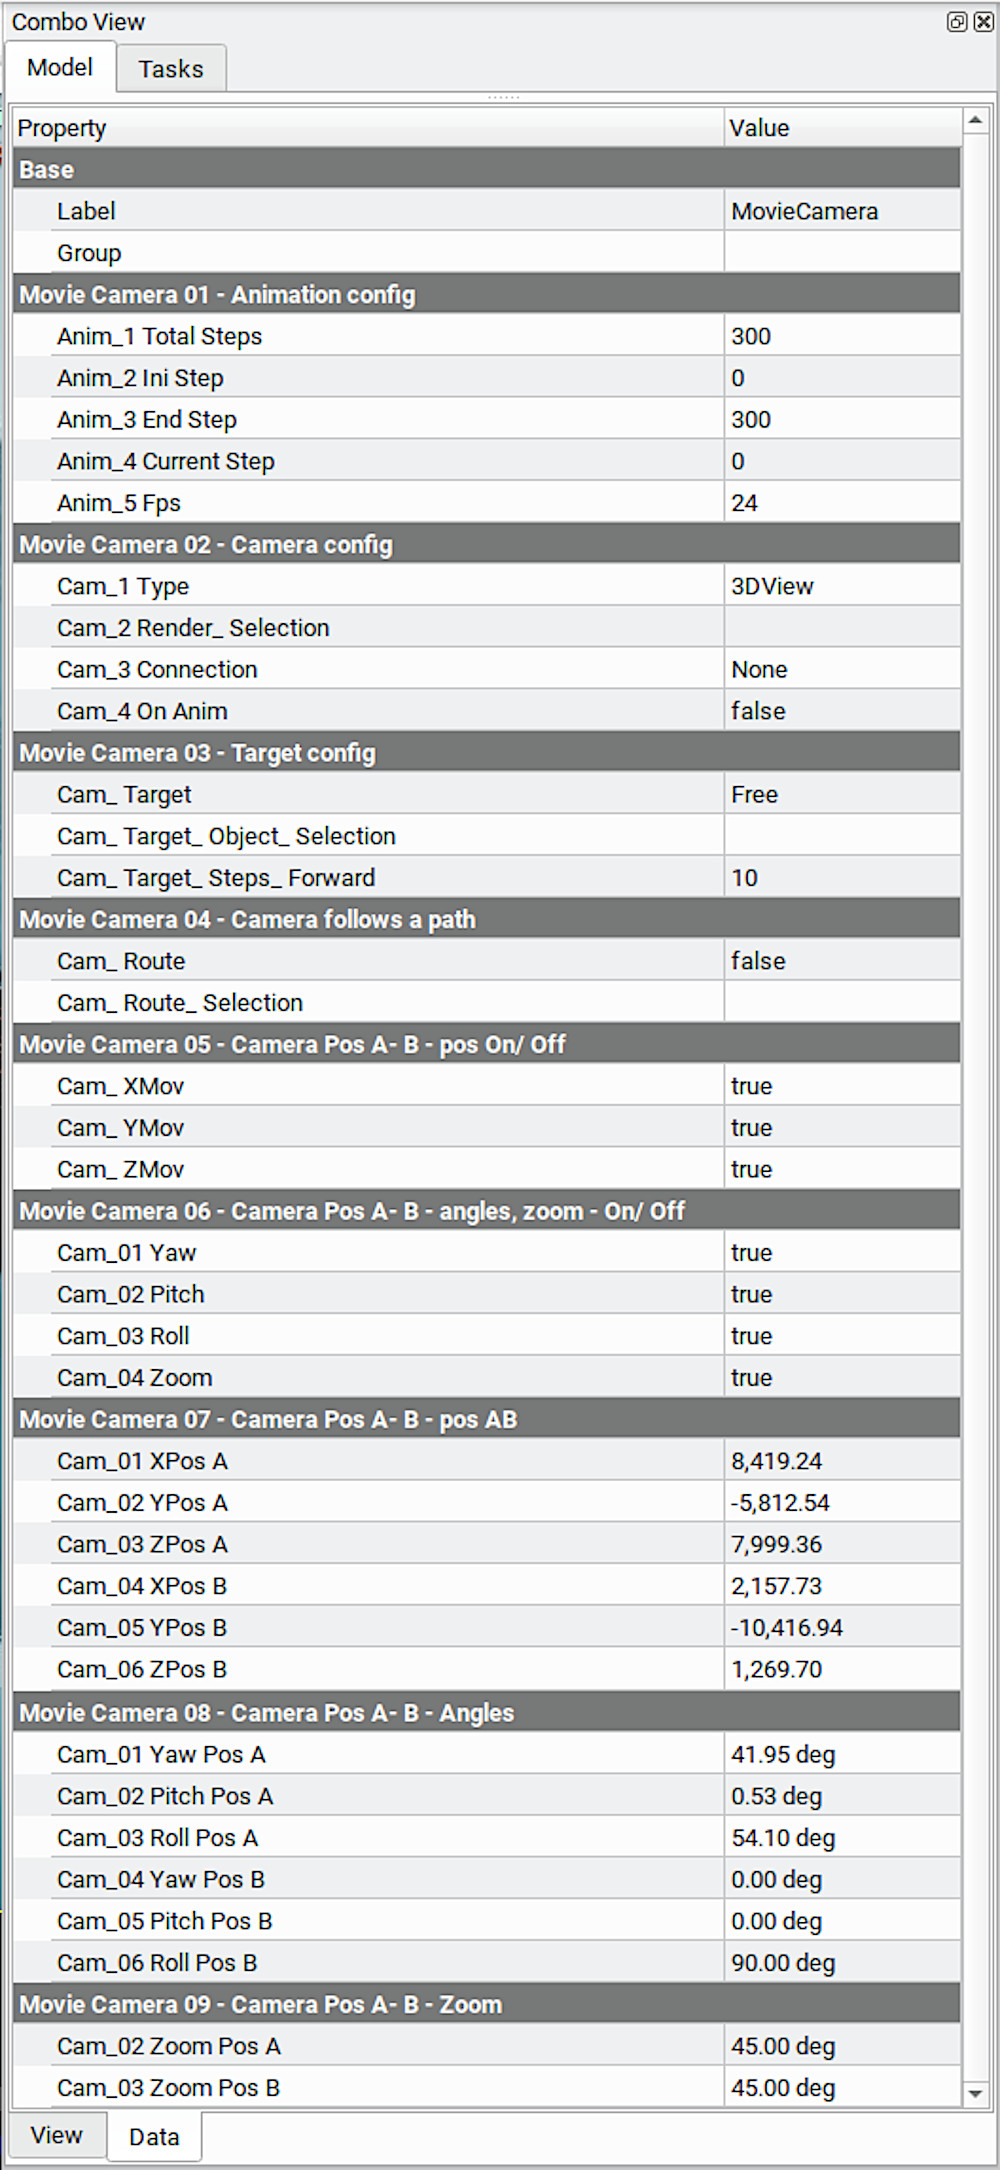 Combo View
Model Tasks
Property Value
Base
Label MovieCamera
Group
Movie Camera 01 - Animation config
Anim_1 Total Steps 300
Anim_2 Ini Step 0
Anim_3 End Step 300
Anim_4 Current Step 0
Anim_5 Fps 24
Movie Camera 02 - Camera config
Cam_1 Type 3DView
Cam_2 Render_ Selection
Cam_3 Connection None
Cam_4 On Anim false
Movie Camera 03 - Target config
Cam_ Target Free
Cam_ Target_ Object_ Selection
Cam_ Target_ Steps_ Forward 10
Movie Camera 04 - Camera follows a path
Cam_ Route false
Cam_ Route_ Selection
Movie Camera 05 - Camera Pos A- B - pos On/ Off
Cam_ XMov true
Cam_ YMov true
Cam_ ZMov true
Movie Camera 06 - Camera Pos A- B - angles, zoom - On/ Off
Cam_01 Yaw true
Cam_02 Pitch true
Cam_03 Roll true
Cam_04 Zoom true
Movie Camera 07 - Camera Pos A- B - pos AB
Cam_01 XPos A 8,419.24
Cam_02 YPos A -5,812.54
Cam_03 ZPos A 7,999.36
Cam_04 XPos B 2,157.73
Cam_05 YPos B -10,416.94
Cam_06 ZPos B 1,269.70
Movie Camera 08 - Camera Pos A- B - Angles
Cam_01 Yaw Pos A 41.95 deg
Cam_02 Pitch Pos A 0.53 deg
Cam_03 Roll Pos A 54.10 deg
Cam_04 Yaw Pos B 0.00 deg
Cam_05 Pitch Pos B 0.00 deg
Cam_06 Roll Pos B 90.00 deg
Movie Camera 09 - Camera Pos A- B - Zoom
Cam_02 Zoom Pos A 45.00 deg
Cam_03 Zoom Pos B 45.00 deg
View Data